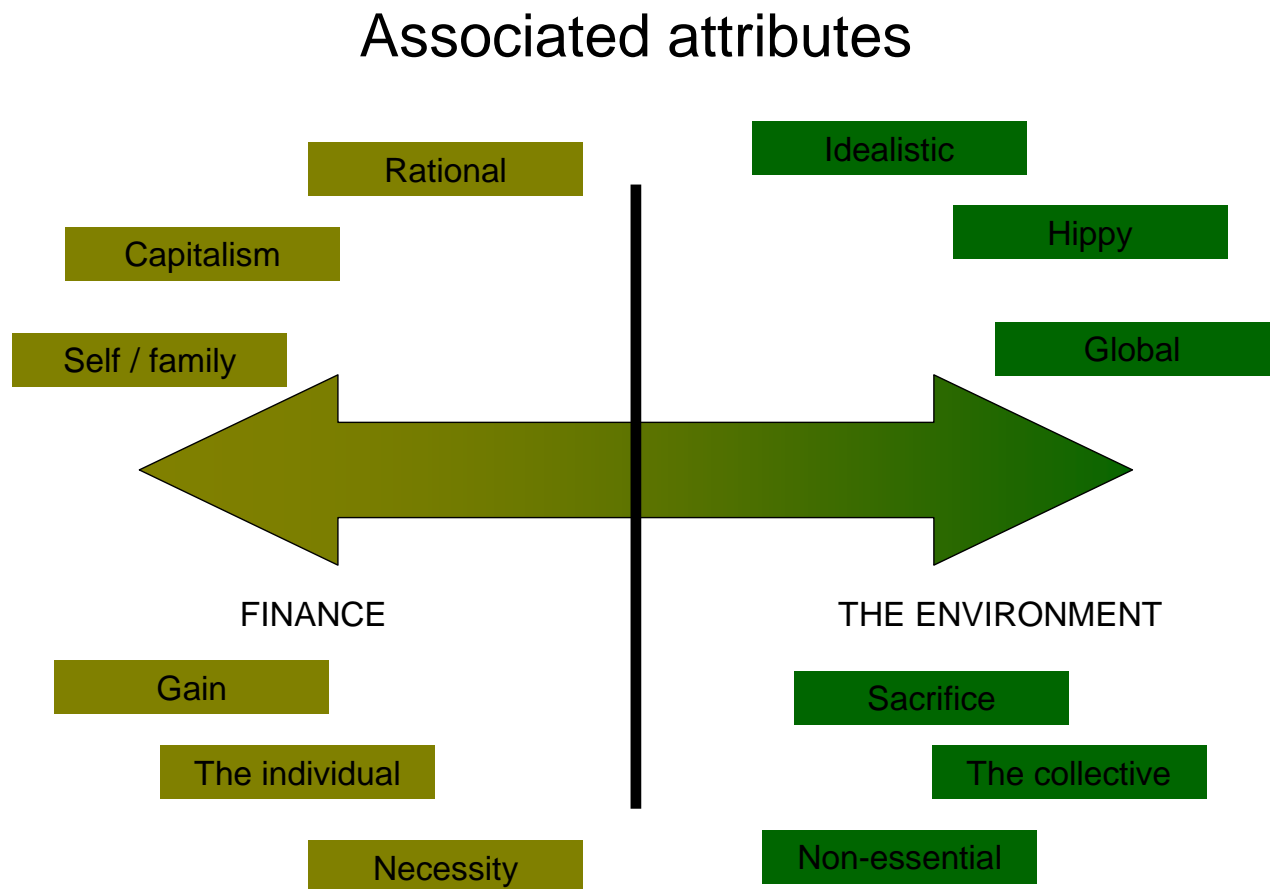 Associated attributes
Rational
Idealistic
Capitalism
Hippy
Self / family
Global
FINANCE
THE ENVIRONMENT
Gain
Sacrifice
The individual
The collective
Necessity
Non-essential